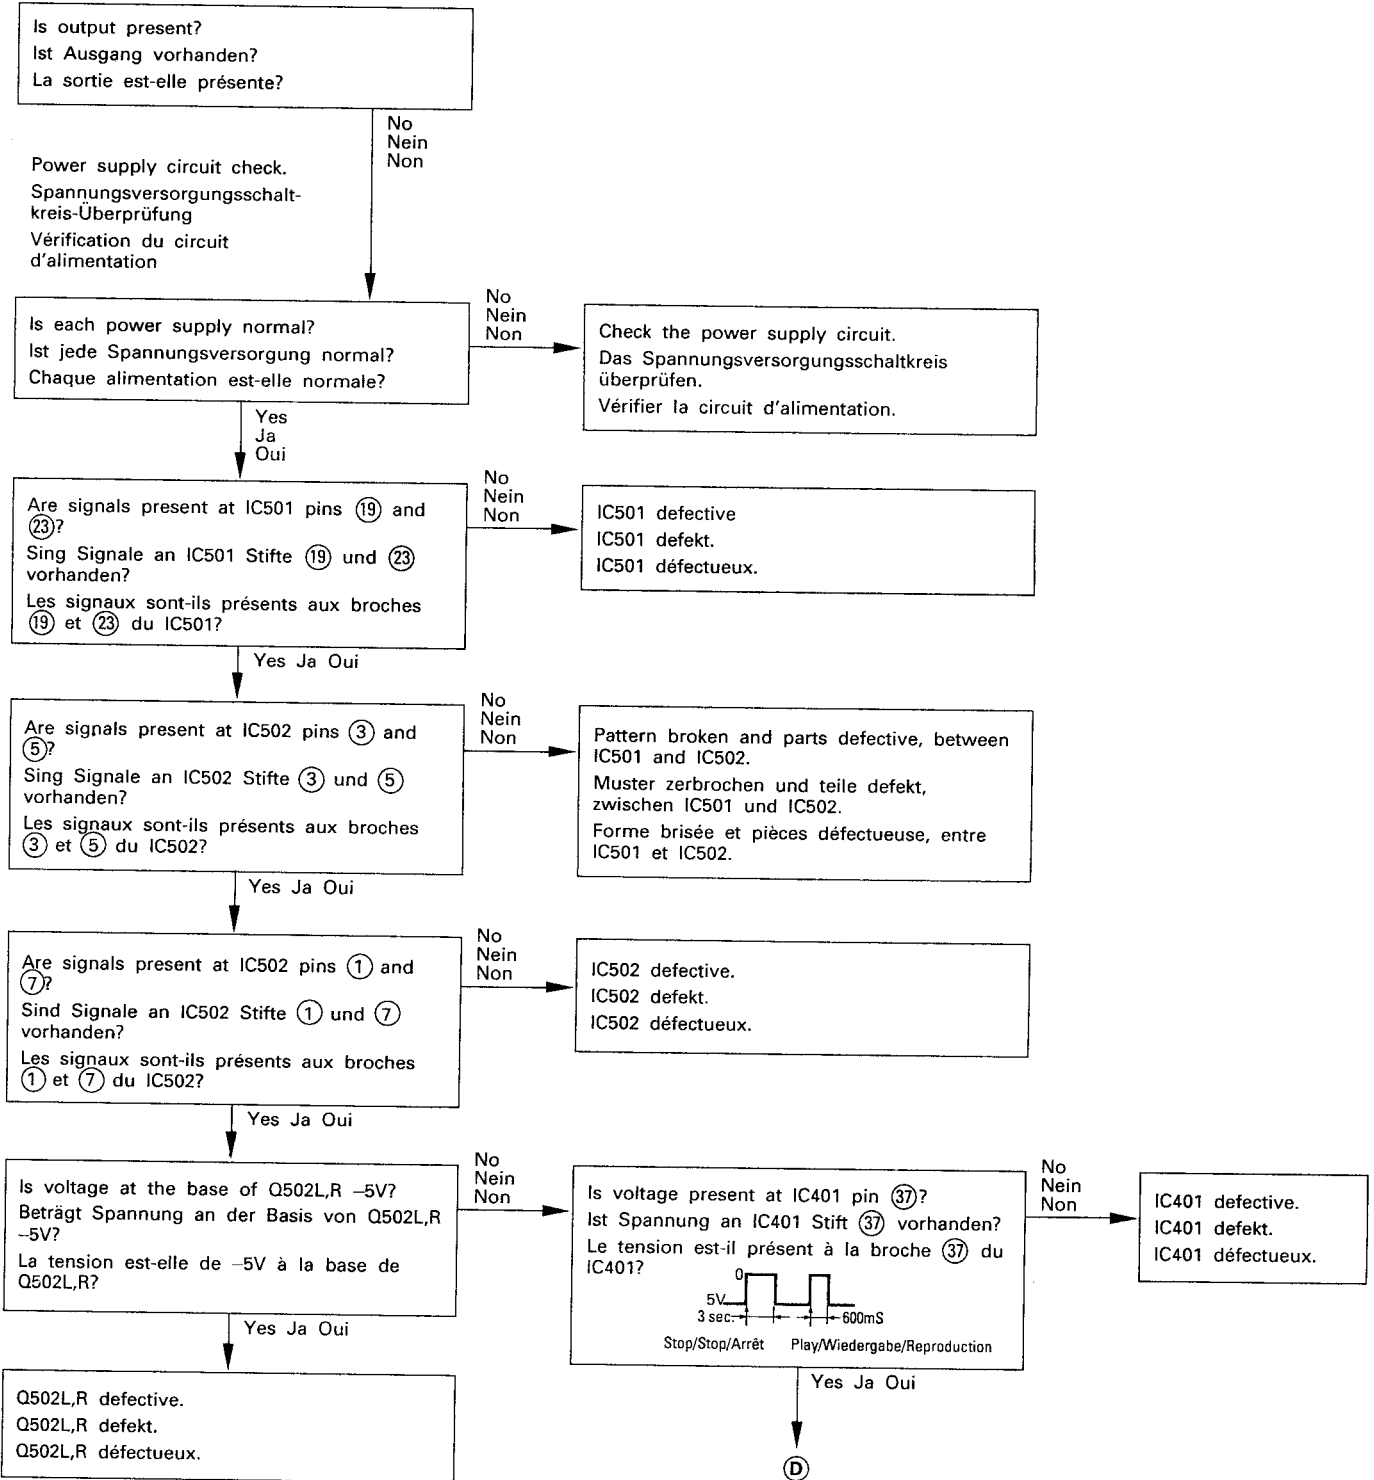 Is output present?
Ist Ausgang vorhanden?
La sortie est-elle présente?
No
Nein
Non
Power supply circuit check.
Spannungsversorgungsschalt-
kreis-Überprüfung
Vérification du circuit
d'alimentation
Is each power supply normal?
Ist jede Spannungsversorgung normal?
Chaque alimentation est-elle normale?
No
Nein
Non
Check the power supply circuit.
Das Spannungsversorgungsschaltkreis
überprüfen.
Vérifier la circuit d'alimentation.
Yes
Ja
Oui
Are signals present at IC501 pins ⑲ and
㉓?
Sing Signale an IC501 Stifte ⑲ und ㉓
vorhanden?
Les signaux sont-ils présents aux broches
⑲ et ㉓ du IC501?
No
Nein
Non
IC501 defective
IC501 defekt.
IC501 défectueux.
Yes Ja Oui
Are signals present at IC502 pins ③ and
⑤?
Sing Signale an IC502 Stifte ③ und ⑤
vorhanden?
Les signaux sont-ils présents aux broches
③ et ⑤ du IC502?
No
Nein
Non
Pattern broken and parts defective, between
IC501 and IC502.
Muster zerbrochen und teile defekt,
zwischen IC501 und IC502.
Forme brisée et pièces défectueuse, entre
IC501 et IC502.
Yes Ja Oui
Are signals present at IC502 pins ① and
⑦?
Sind Signale an IC502 Stifte ① und ⑦
vorhanden?
Les signaux sont-ils présents aux broches
① et ⑦ du IC502?
No
Nein
Non
IC502 defective.
IC502 defekt.
IC502 défectueux.
Yes Ja Oui
Is voltage at the base of Q502L,R –5V?
Beträgt Spannung an der Basis von Q502L,R
–5V?
La tension est-elle de –5V à la base de
Q502L,R?
No
Nein
Non
Is voltage present at IC401 pin ㊲?
Ist Spannung an IC401 Stift ㊲ vorhanden?
Le tension est-il présent à la broche ㊲ du
IC401?
0
5V
3 sec. 600mS
Stop/Stop/Arrêt Play/Wiedergabe/Reproduction
No
Nein
Non
IC401 defective.
IC401 defekt.
IC401 défectueux.
Yes Ja Oui
Yes Ja Oui
Q502L,R defective.
Q502L,R defekt.
Q502L,R défectueux.
Ⓓ